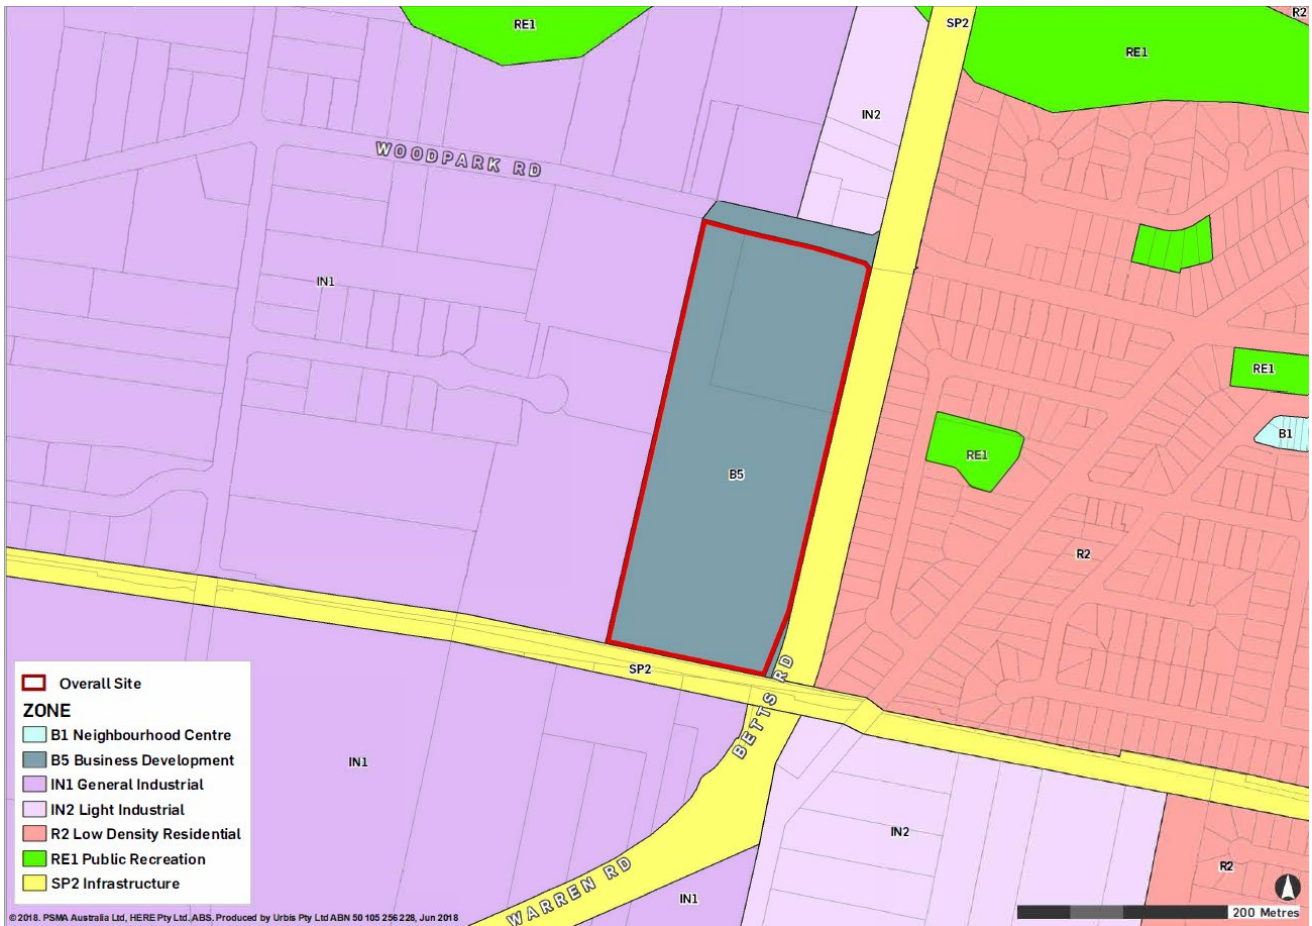 RE1
SP2
R2
RE1
IN2
WOODPARK RD
IN1
RE1
B1
RE1
B5
R2
SP2
BETTS RD
IN1
IN2
R2
WARREN RD
IN1
Overall Site
ZONE
B1 Neighbourhood Centre
B5 Business Development
IN1 General Industrial
IN2 Light Industrial
R2 Low Density Residential
RE1 Public Recreation
SP2 Infrastructure
©2018. PSMA Australia Ltd, HERE Pty Ltd. ABS. Produced by Urbis Pty Ltd ABN 50 105 256 228, Jun 2018
200 Metres